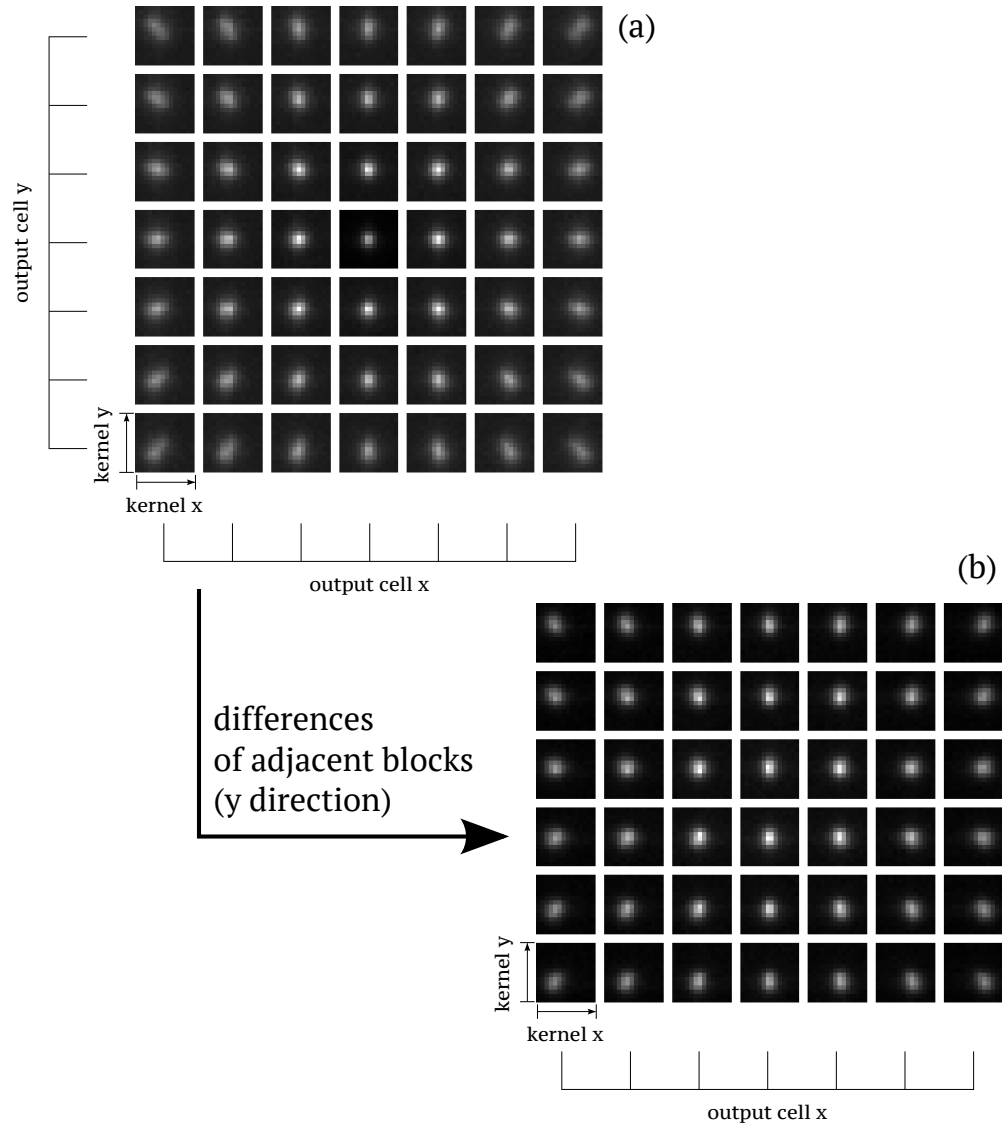 (a)
output cell y
kernel y
kernel x
output cell x
(b)
differences
of adjacent blocks
(y direction)
kernel y
kernel x
output cell x